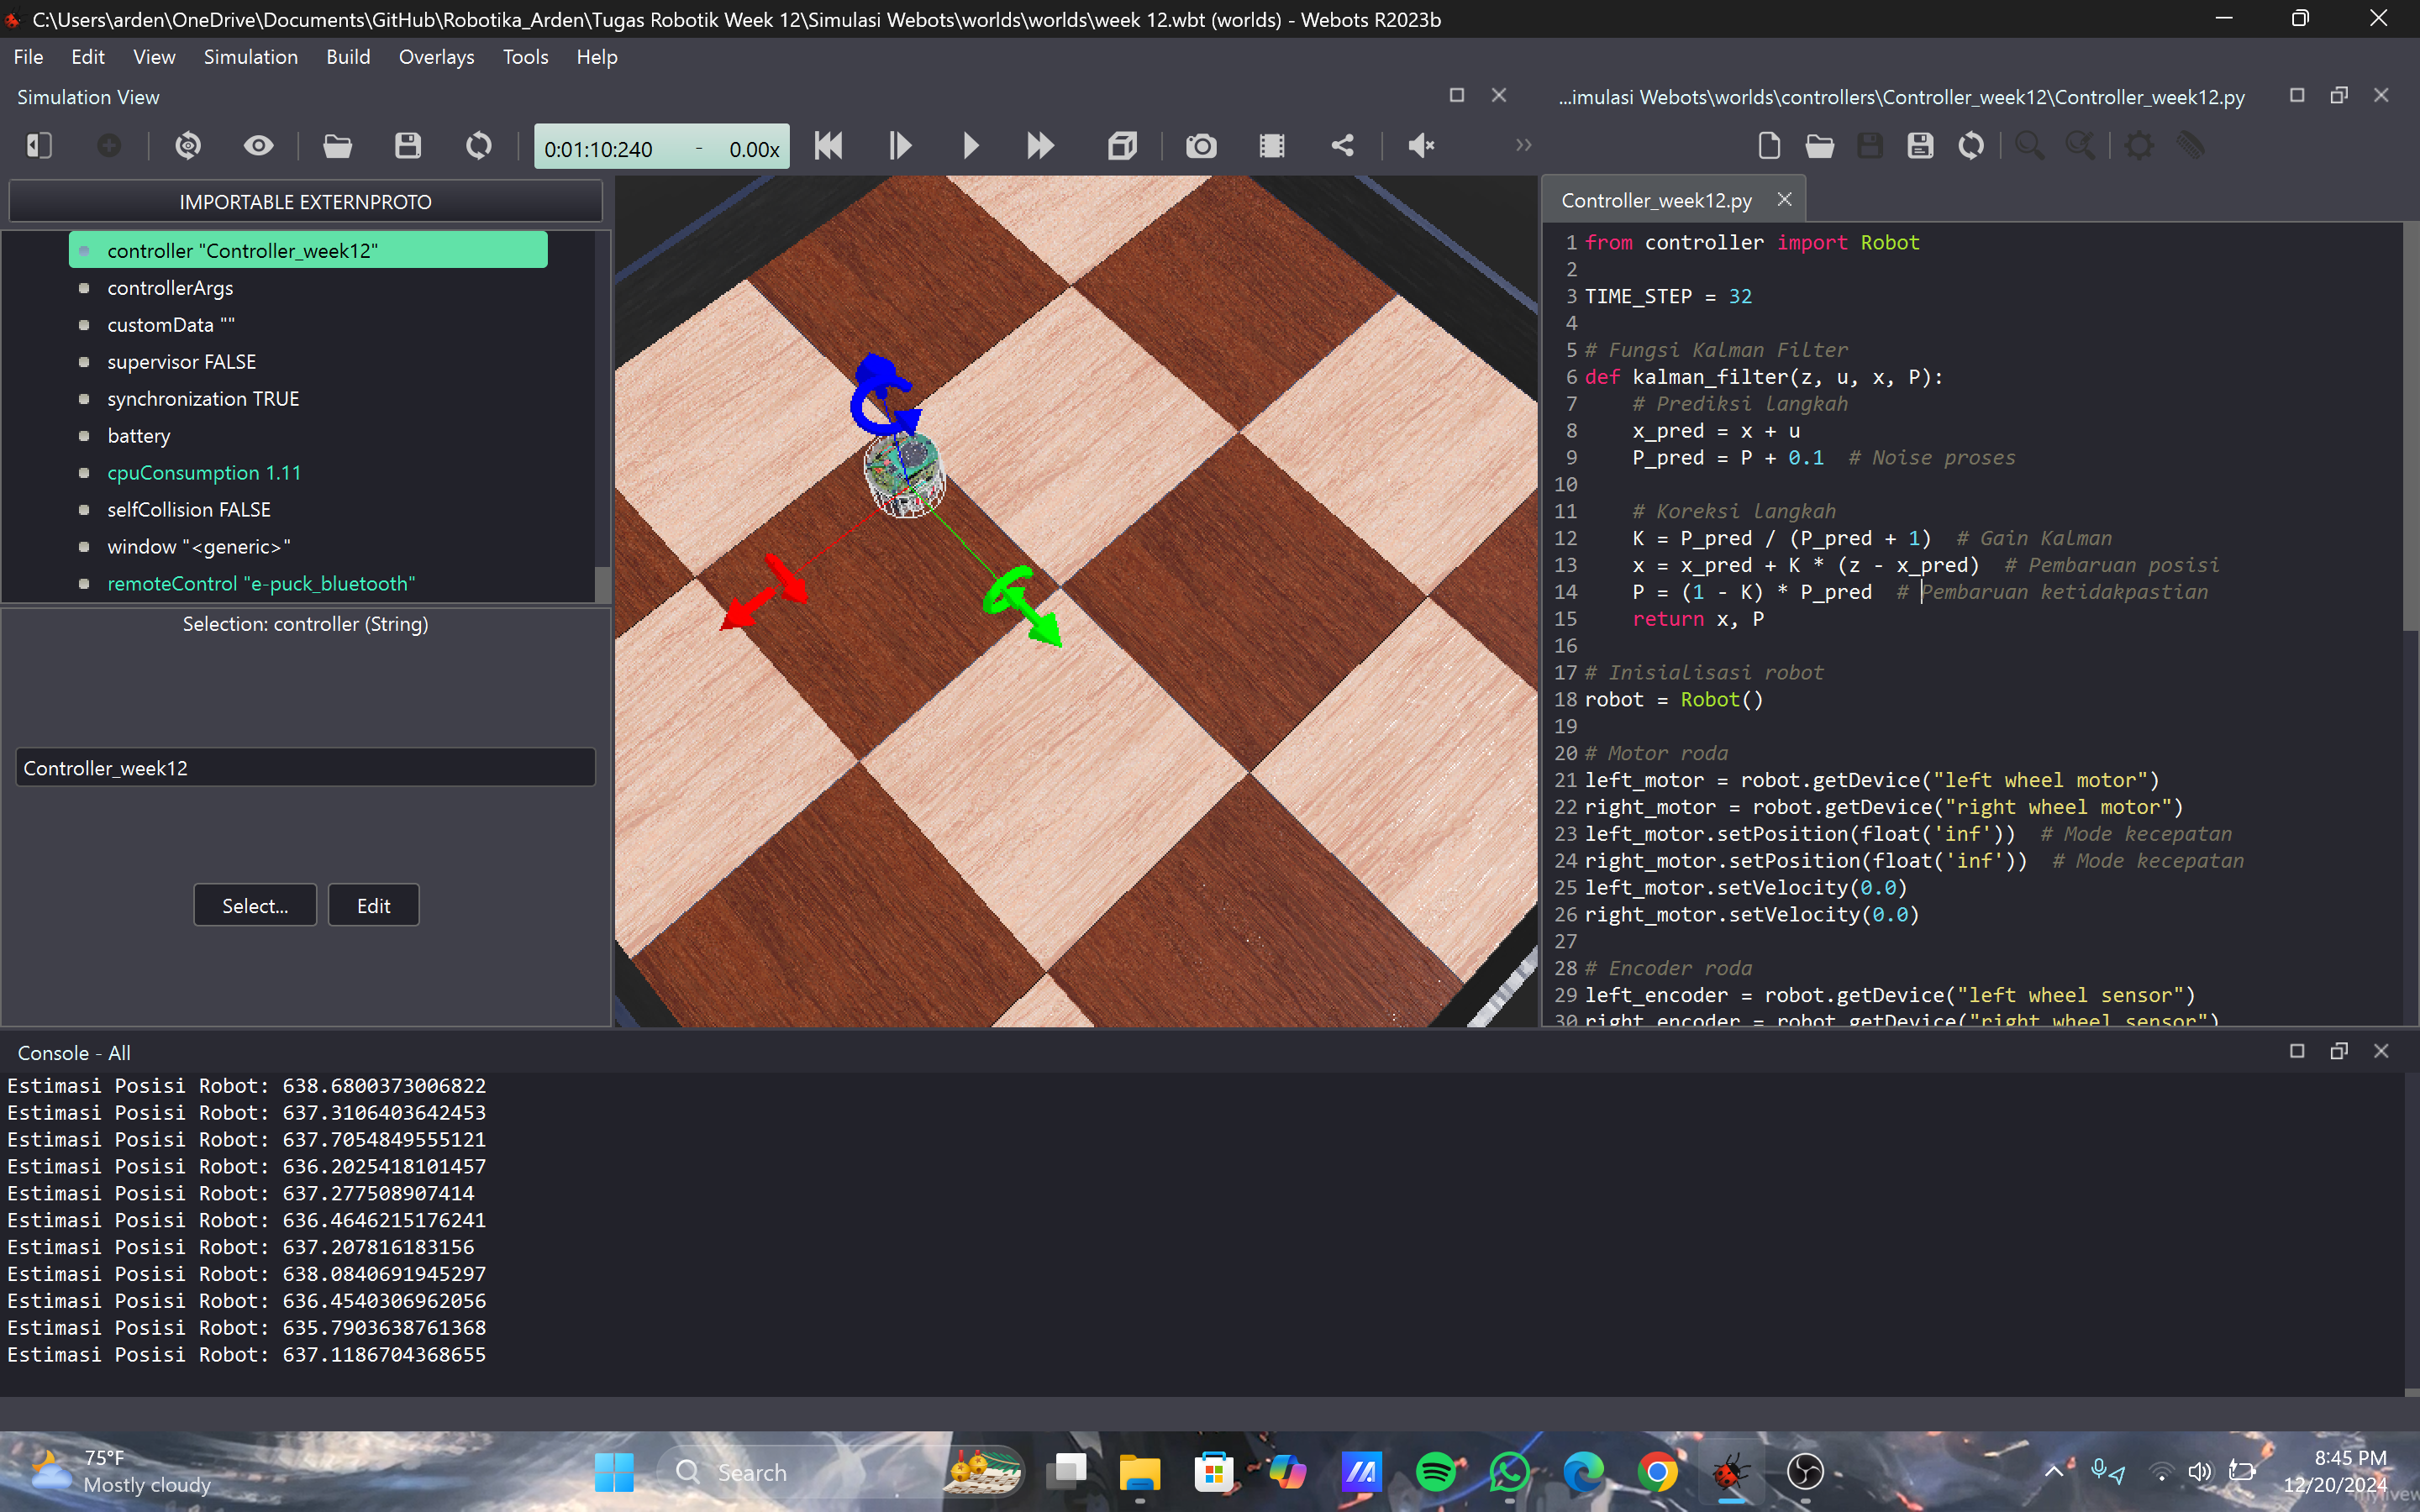 C:\Users\arden\OneDrive\Documents\GitHub\Robotika_Arden\Tugas Robotik Week 12\Simulasi Webots\worlds\worlds\week 12.wbt (worlds) - Webots R2023b
File Edit View Simulation Build Overlays Tools Help
Simulation View
0:01:10:240 - 0.00x
IMPORTABLE EXTERNPROTO
controller "Controller_week12"
controllerArgs
customData ""
supervisor FALSE
synchronization TRUE
battery
cpuConsumption 1.11
selfCollision FALSE
window "<generic>"
remoteControl "e-puck_bluetooth"
Selection: controller (String)
Controller_week12
Select... Edit
...imulasi Webots\worlds\controllers\Controller_week12\Controller_week12.py
Controller_week12.py
1 from controller import Robot
2
3 TIME_STEP = 32
4
5 # Fungsi Kalman Filter
6 def kalman_filter(z, u, x, P):
7     # Prediksi langkah
8     x_pred = x + u
9     P_pred = P + 0.1  # Noise proses
10
11     # Koreksi langkah
12     K = P_pred / (P_pred + 1)  # Gain Kalman
13     x = x_pred + K * (z - x_pred)  # Pembaruan posisi
14     P = (1 - K) * P_pred  # Pembaruan ketidakpastian
15     return x, P
16
17 # Inisialisasi robot
18 robot = Robot()
19
20 # Motor roda
21 left_motor = robot.getDevice("left wheel motor")
22 right_motor = robot.getDevice("right wheel motor")
23 left_motor.setPosition(float('inf'))  # Mode kecepatan
24 right_motor.setPosition(float('inf'))  # Mode kecepatan
25 left_motor.setVelocity(0.0)
26 right_motor.setVelocity(0.0)
27
28 # Encoder roda
29 left_encoder = robot.getDevice("left wheel sensor")
30 right_encoder = robot.getDevice("right wheel sensor")
Console - All
Estimasi Posisi Robot: 638.6800373006822
Estimasi Posisi Robot: 637.3106403642453
Estimasi Posisi Robot: 637.7054849555121
Estimasi Posisi Robot: 636.2025418101457
Estimasi Posisi Robot: 637.277508907414
Estimasi Posisi Robot: 636.4646215176241
Estimasi Posisi Robot: 637.207816183156
Estimasi Posisi Robot: 638.0840691945297
Estimasi Posisi Robot: 636.4540306962056
Estimasi Posisi Robot: 635.7903638761368
Estimasi Posisi Robot: 637.1186704368655
75°F
Mostly cloudy
Search
8:45 PM
12/20/2024